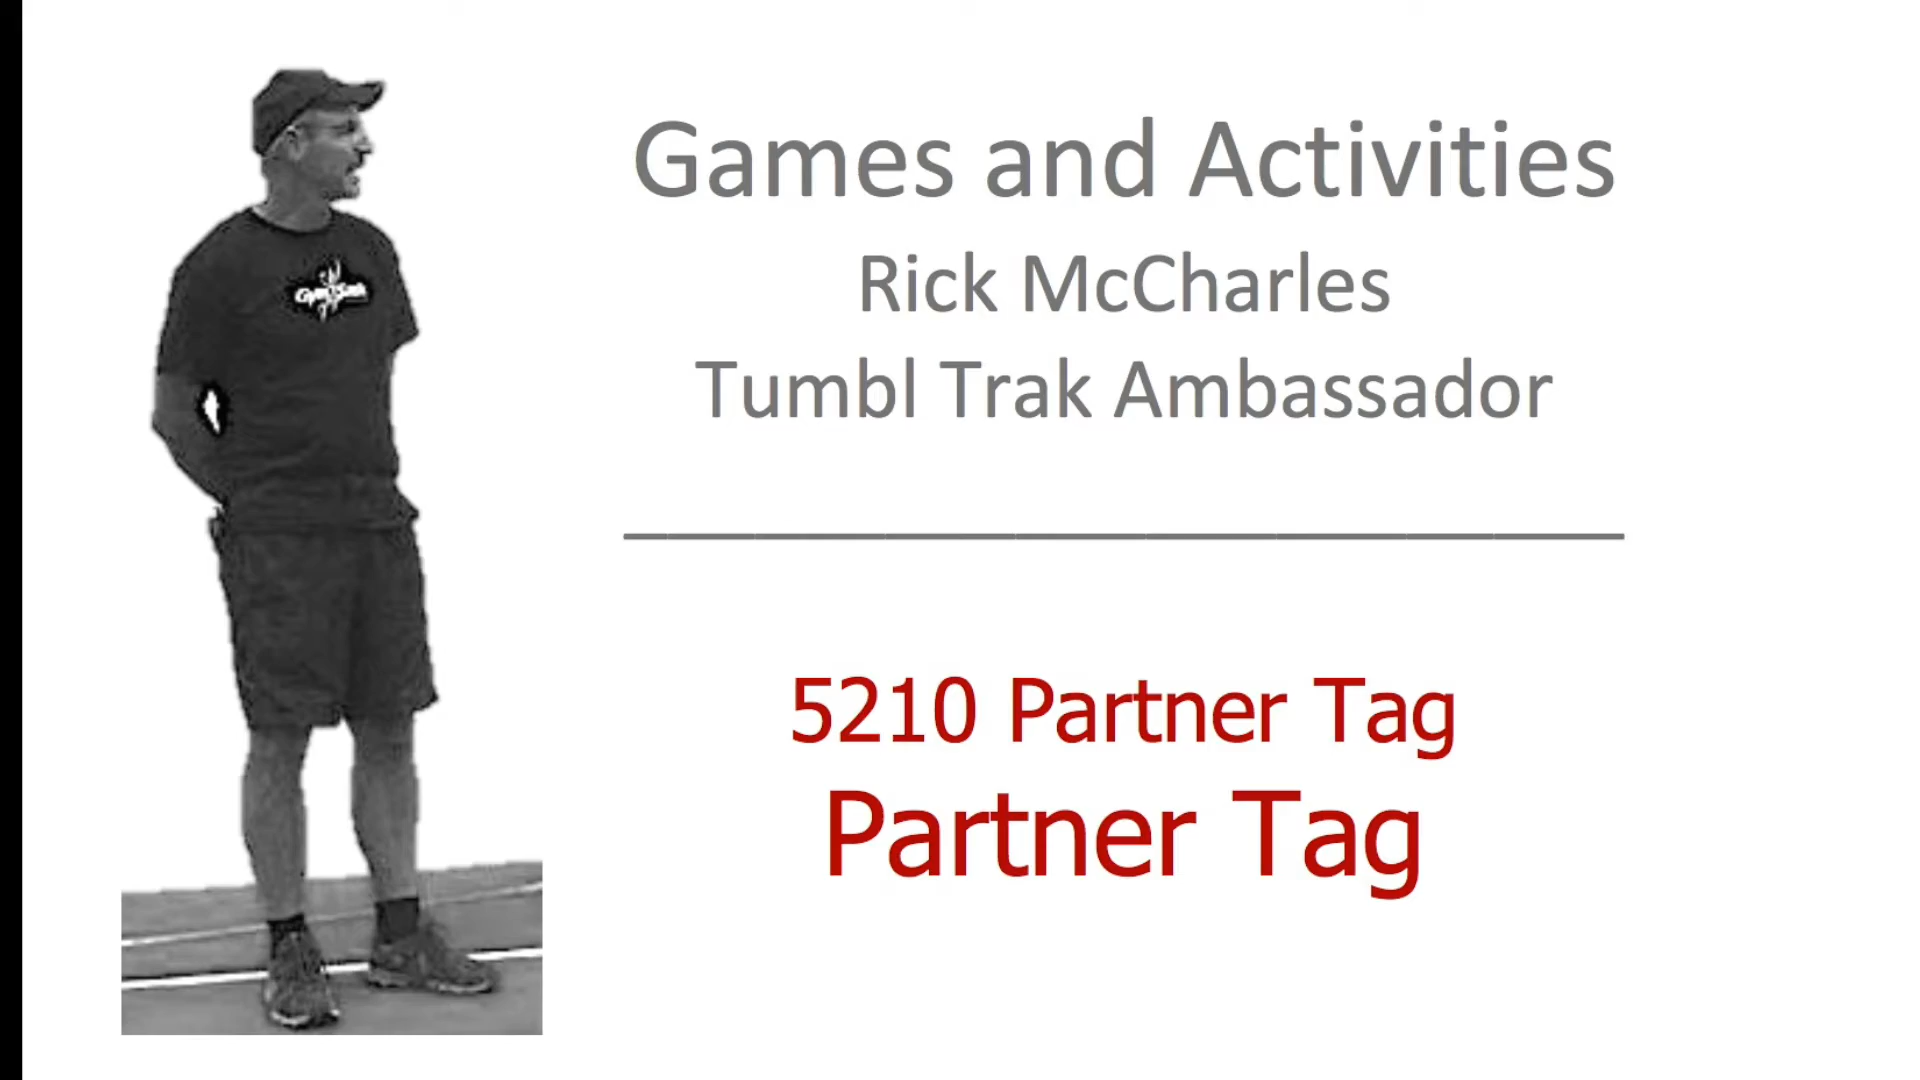 Games and Activities
Rick McCharles
Tumbl Trak Ambassador
5210 Partner Tag
Partner Tag